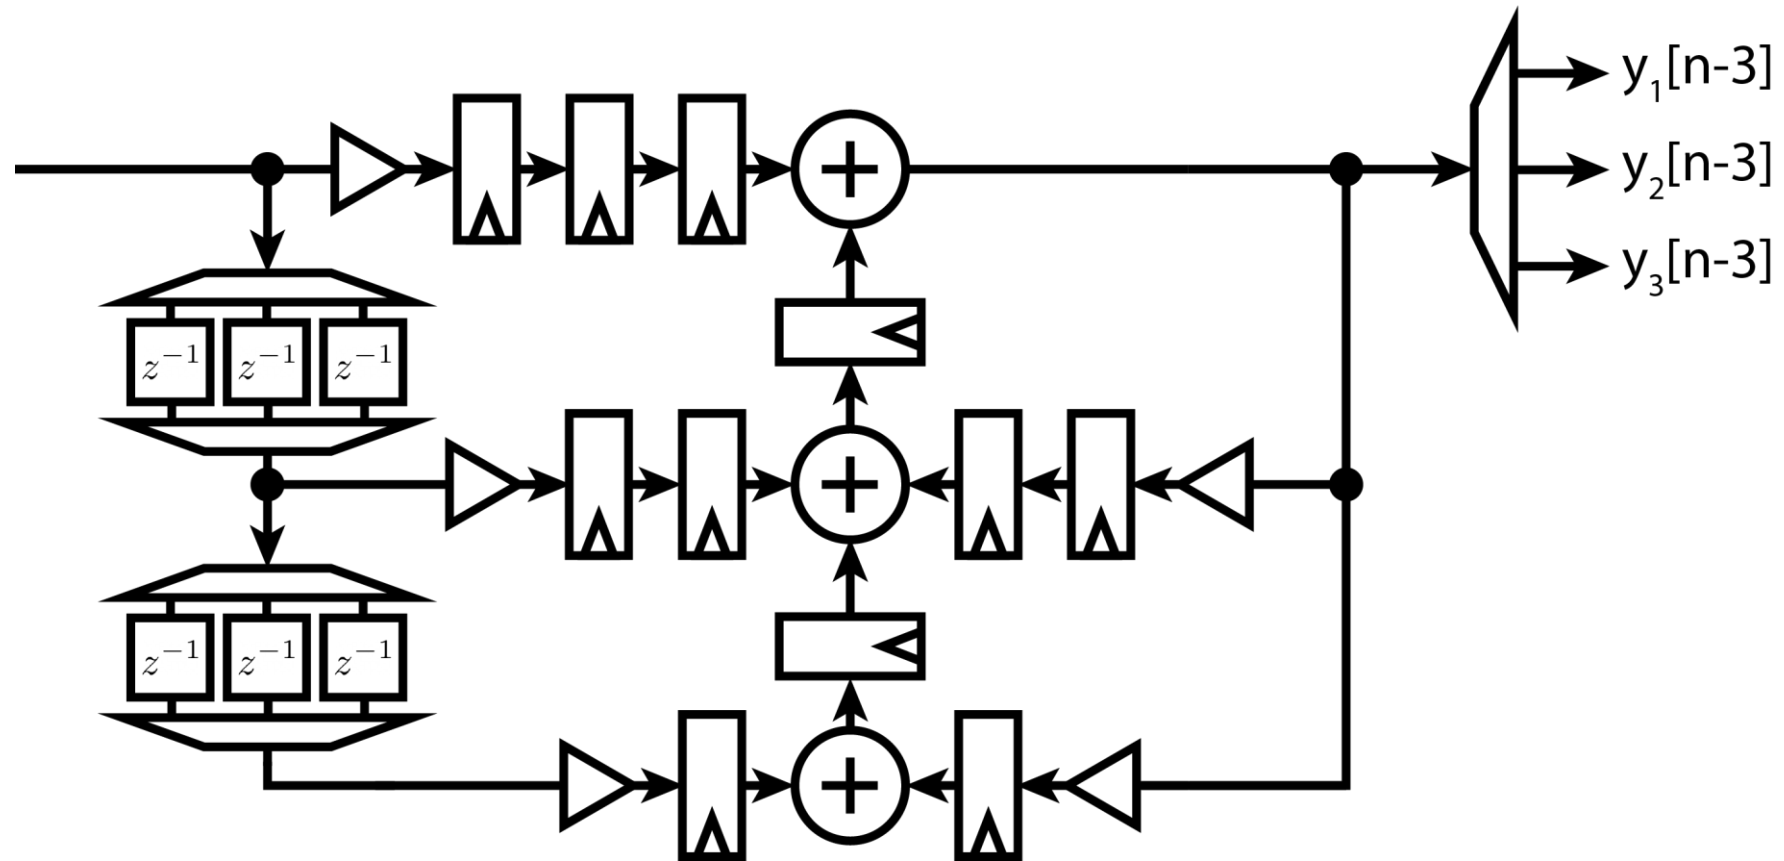 y₁[n-3]
y₂[n-3]
y₃[n-3]
z⁻¹ z⁻¹ z⁻¹
z⁻¹ z⁻¹ z⁻¹